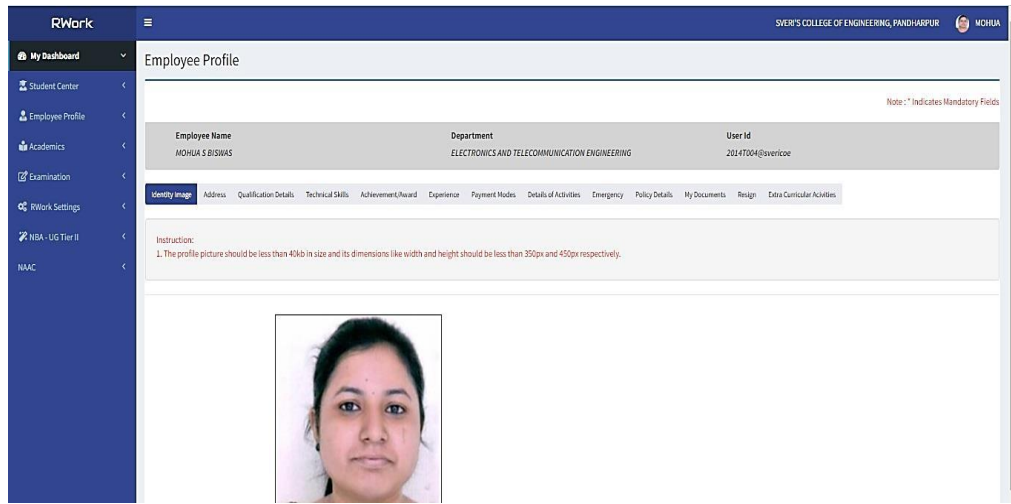 RWork
SVERI'S COLLEGE OF ENGINEERING, PANDHARPUR MOHUA
My Dashboard
Student Center
Employee Profile
Academics
Examination
RWork Settings
NBA - UG Tier II
NAAC
Employee Profile
Note : * Indicates Mandatory Fields
Employee Name Department User Id
MOHUA S BISWAS ELECTRONICS AND TELECOMMUNICATION ENGINEERING 2014T004@svericoe
Identity Image Address Qualification Details Technical Skills Achievement/Award Experience Payment Modes Details of Activities Emergency Policy Details My Documents Resign Extra Curricular Acivities
Instruction:
1. The profile picture should be less than 40kb in size and its dimensions like width and height should be less than 350px and 450px respectively.